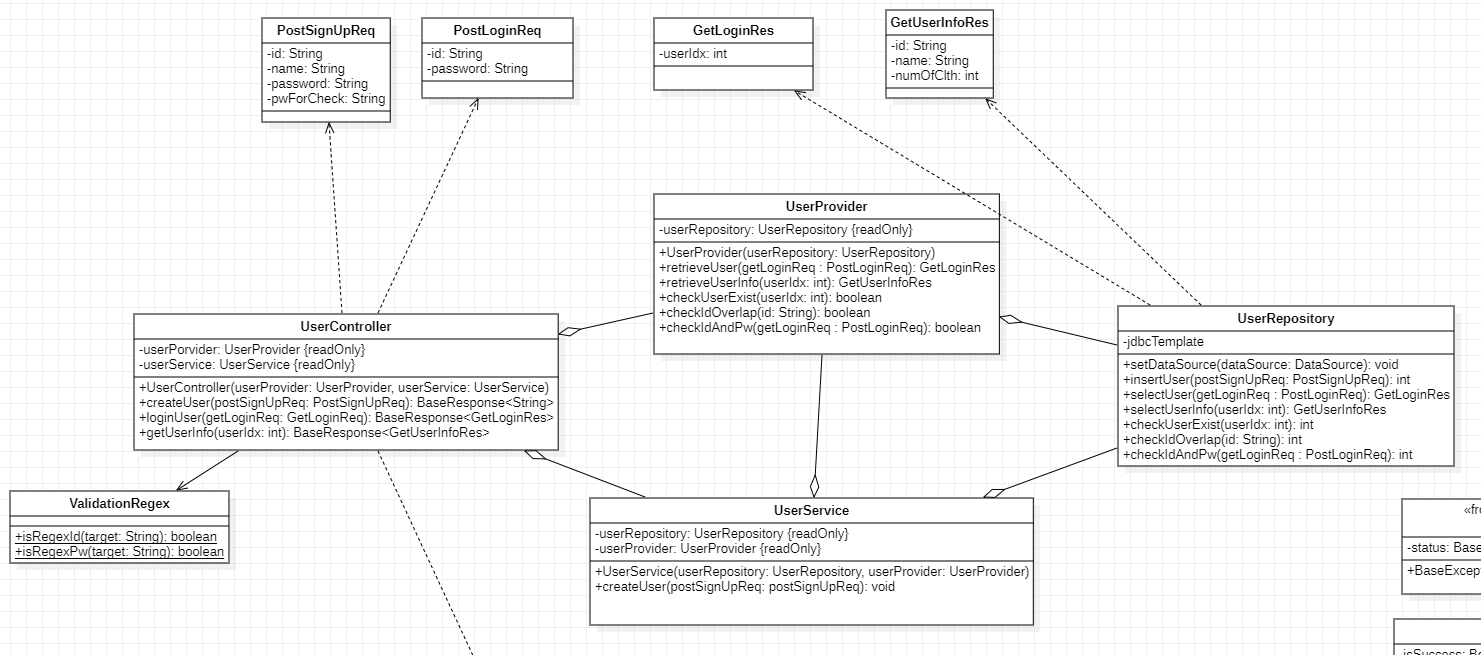 PostSignUpReq
-id: String
-name: String
-password: String
-pwForCheck: String
PostLoginReq
-id: String
-password: String
GetLoginRes
-userIdx: int
GetUserInfoRes
-id: String
-name: String
-numOfClth: int
UserProvider
-userRepository: UserRepository {readOnly}
+UserProvider(userRepository: UserRepository)
+retrieveUser(getLoginReq : PostLoginReq): GetLoginRes
+retrieveUserInfo(userIdx: int): GetUserInfoRes
+checkUserExist(userIdx: int): boolean
+checkIdOverlap(id: String): boolean
+checkIdAndPw(getLoginReq : PostLoginReq): boolean
UserController
-userPorvider: UserProvider {readOnly}
-userService: UserService {readOnly}
+UserController(userProvider: UserProvider, userService: UserService)
+createUser(postSignUpReq: PostSignUpReq): BaseResponse<String>
+loginUser(getLoginReq: GetLoginReq): BaseResponse<GetLoginRes>
+getUserInfo(userIdx: int): BaseResponse<GetUserInfoRes>
UserRepository
-jdbcTemplate
+setDataSource(dataSource: DataSource): void
+insertUser(postSignUpReq: PostSignUpReq): int
+selectUser(getLoginReq : PostLoginReq): GetLoginRes
+selectUserInfo(userIdx: int): GetUserInfoRes
+checkUserExist(userIdx: int): int
+checkIdOverlap(id: String): int
+checkIdAndPw(getLoginReq : PostLoginReq): int
ValidationRegex
+isRegexId(target: String): boolean
+isRegexPw(target: String): boolean
UserService
-userRepository: UserRepository {readOnly}
-userProvider: UserProvider {readOnly}
+UserService(userRepository: UserRepository, userProvider: UserProvider)
+createUser(postSignUpReq: postSignUpReq): void
«fr
-status: Base
+BaseExcep